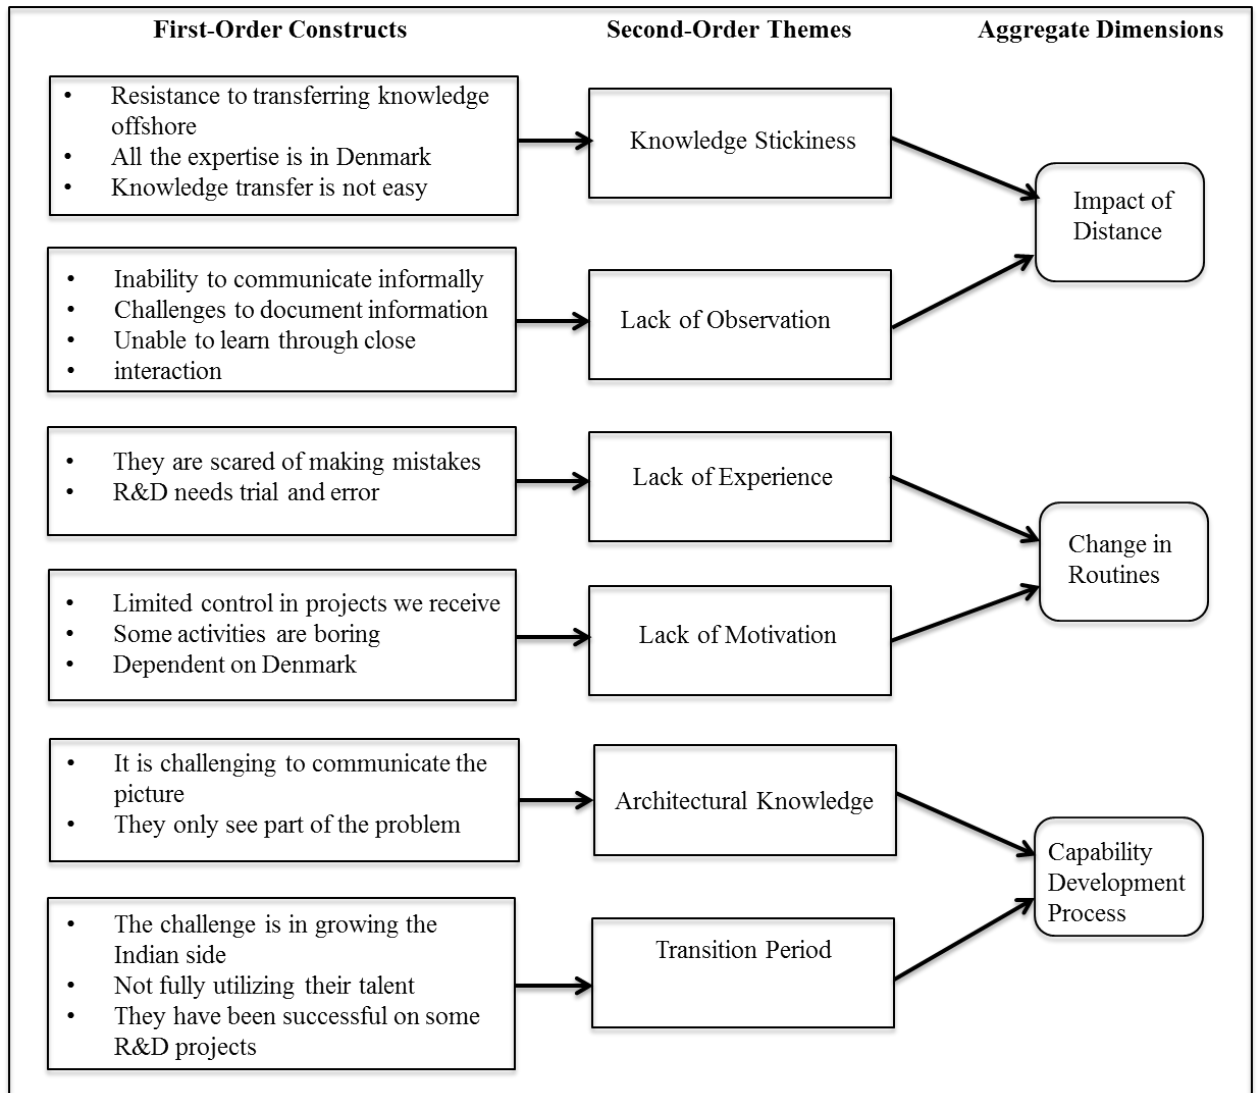 First-Order Constructs
Second-Order Themes
Aggregate Dimensions
• Resistance to transferring knowledge
offshore
• All the expertise is in Denmark
• Knowledge transfer is not easy
Knowledge Stickiness
Impact of
Distance
• Inability to communicate informally
• Challenges to document information
• Unable to learn through close
• interaction
Lack of Observation
• They are scared of making mistakes
• R&D needs trial and error
Lack of Experience
Change in
Routines
• Limited control in projects we receive
• Some activities are boring
• Dependent on Denmark
Lack of Motivation
• It is challenging to communicate the
picture
• They only see part of the problem
Architectural Knowledge
Capability
Development
Process
• The challenge is in growing the
Indian side
• Not fully utilizing their talent
• They have been successful on some
R&D projects
Transition Period